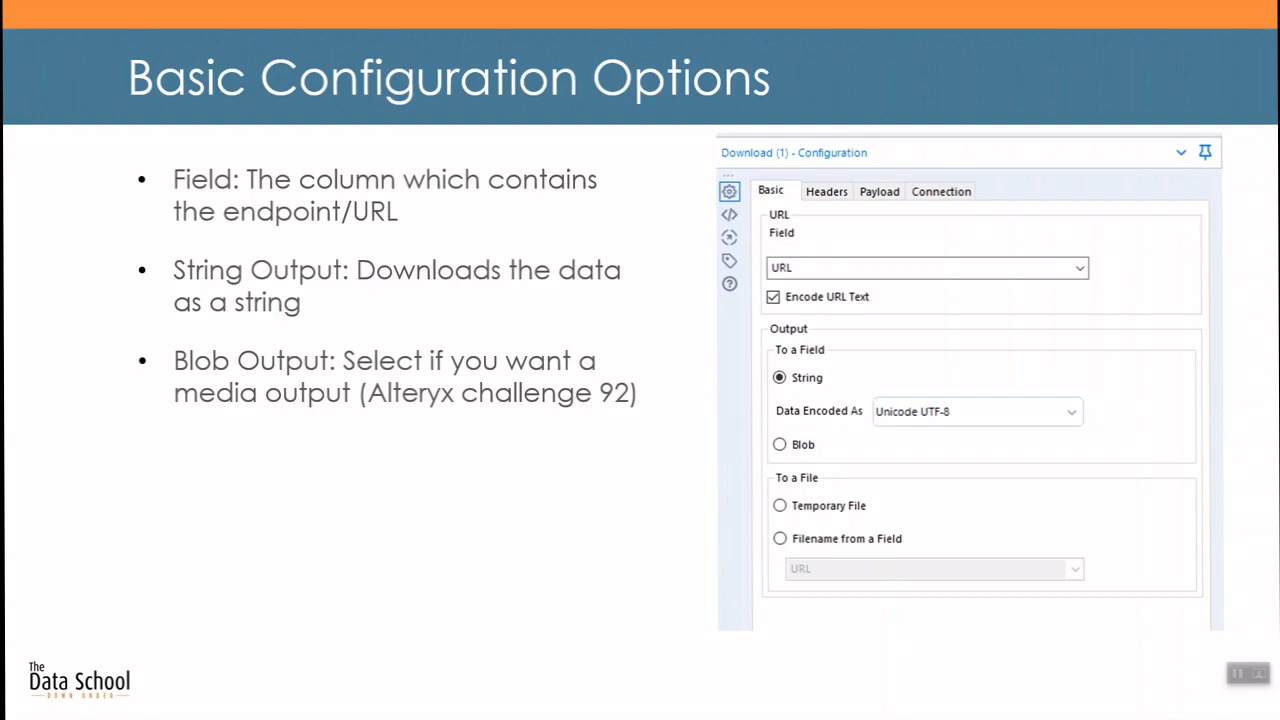 Basic Configuration Options
• Field: The column which contains
the endpoint/URL
• String Output: Downloads the data
as a string
• Blob Output: Select if you want a
media output (Alteryx challenge 92)
Download (1) - Configuration
Basic Headers Payload Connection
URL
Field
URL
Encode URL Text
Output
To a Field
String
Data Encoded As Unicode UTF-8
Blob
To a File
Temporary File
Filename from a Field
URL
The
Data School
DOWN UNDER